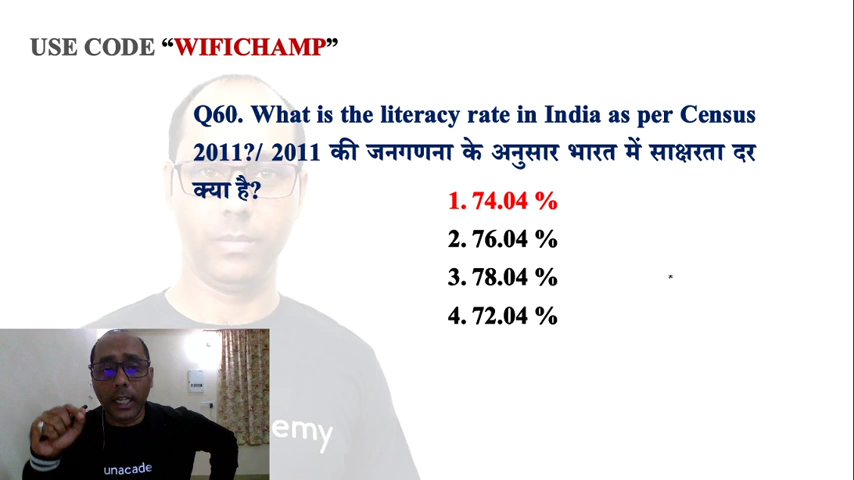 USE CODE “WIFICHAMP”
Q60. What is the literacy rate in India as per Census
2011?/ 2011 की जनगणना के अनुसार भारत में साक्षरता दर
क्या है?
1. 74.04 %
2. 76.04 %
3. 78.04 %
4. 72.04 %
emy
unacade